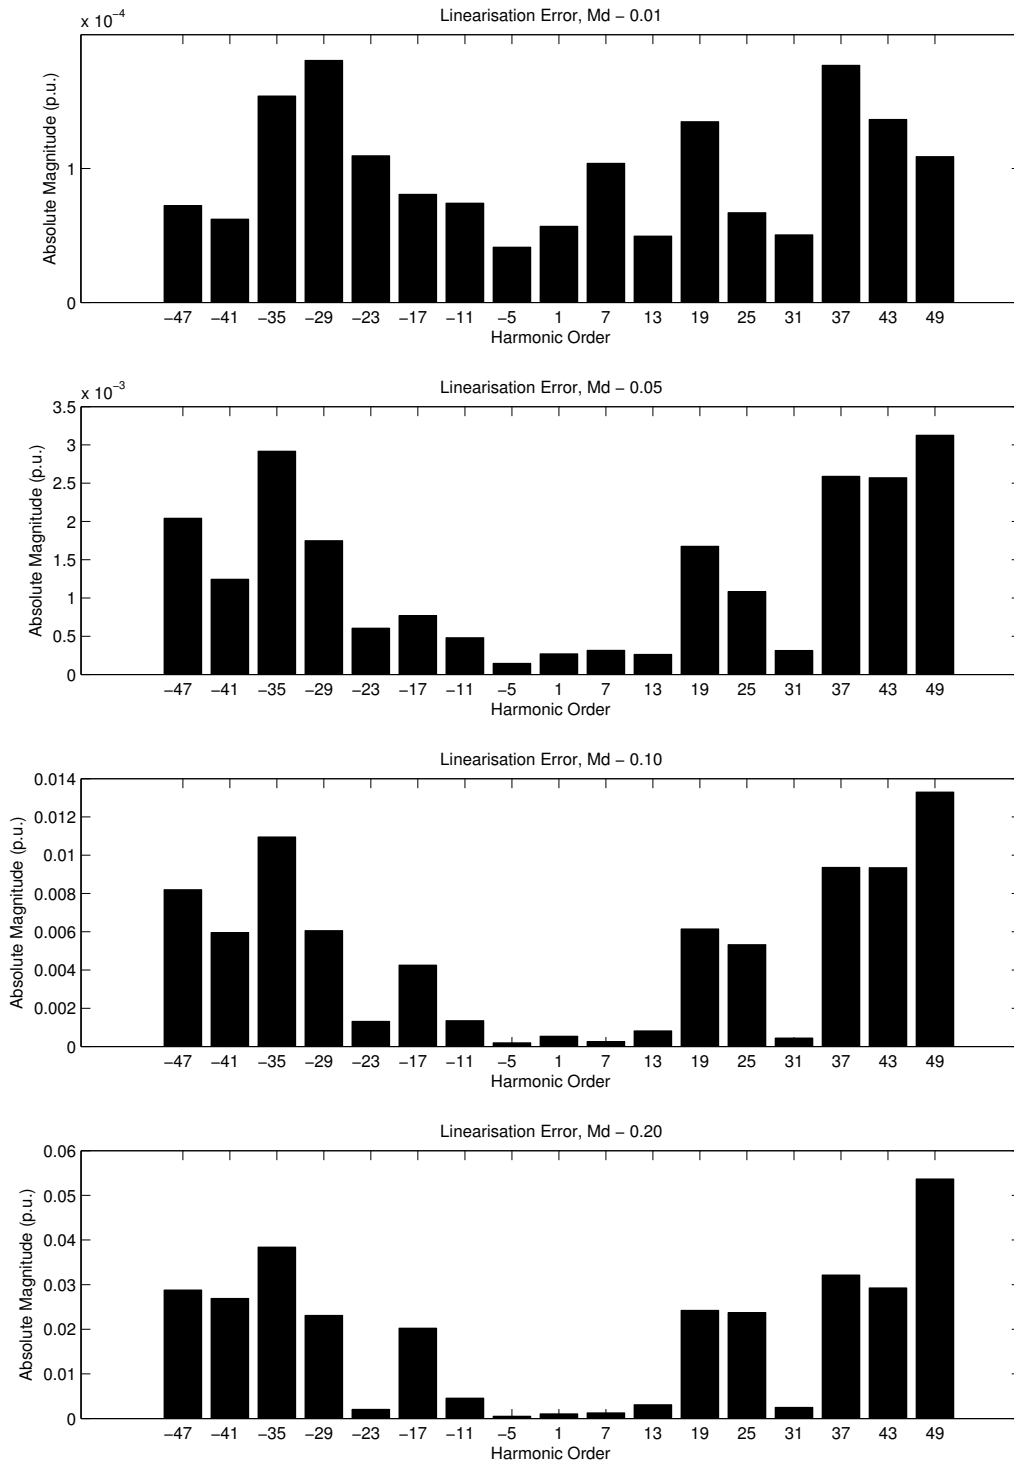 Linearisation Error, Md − 0.01
x 10⁻⁴
Absolute Magnitude (p.u.)
1
0
−47 −41 −35 −29 −23 −17 −11 −5 1 7 13 19 25 31 37 43 49
Harmonic Order
Linearisation Error, Md − 0.05
x 10⁻³
Absolute Magnitude (p.u.)
3.5
3
2.5
2
1.5
1
0.5
0
−47 −41 −35 −29 −23 −17 −11 −5 1 7 13 19 25 31 37 43 49
Harmonic Order
Linearisation Error, Md − 0.10
Absolute Magnitude (p.u.)
0.014
0.012
0.01
0.008
0.006
0.004
0.002
0
−47 −41 −35 −29 −23 −17 −11 −5 1 7 13 19 25 31 37 43 49
Harmonic Order
Linearisation Error, Md − 0.20
Absolute Magnitude (p.u.)
0.06
0.05
0.04
0.03
0.02
0.01
0
−47 −41 −35 −29 −23 −17 −11 −5 1 7 13 19 25 31 37 43 49
Harmonic Order